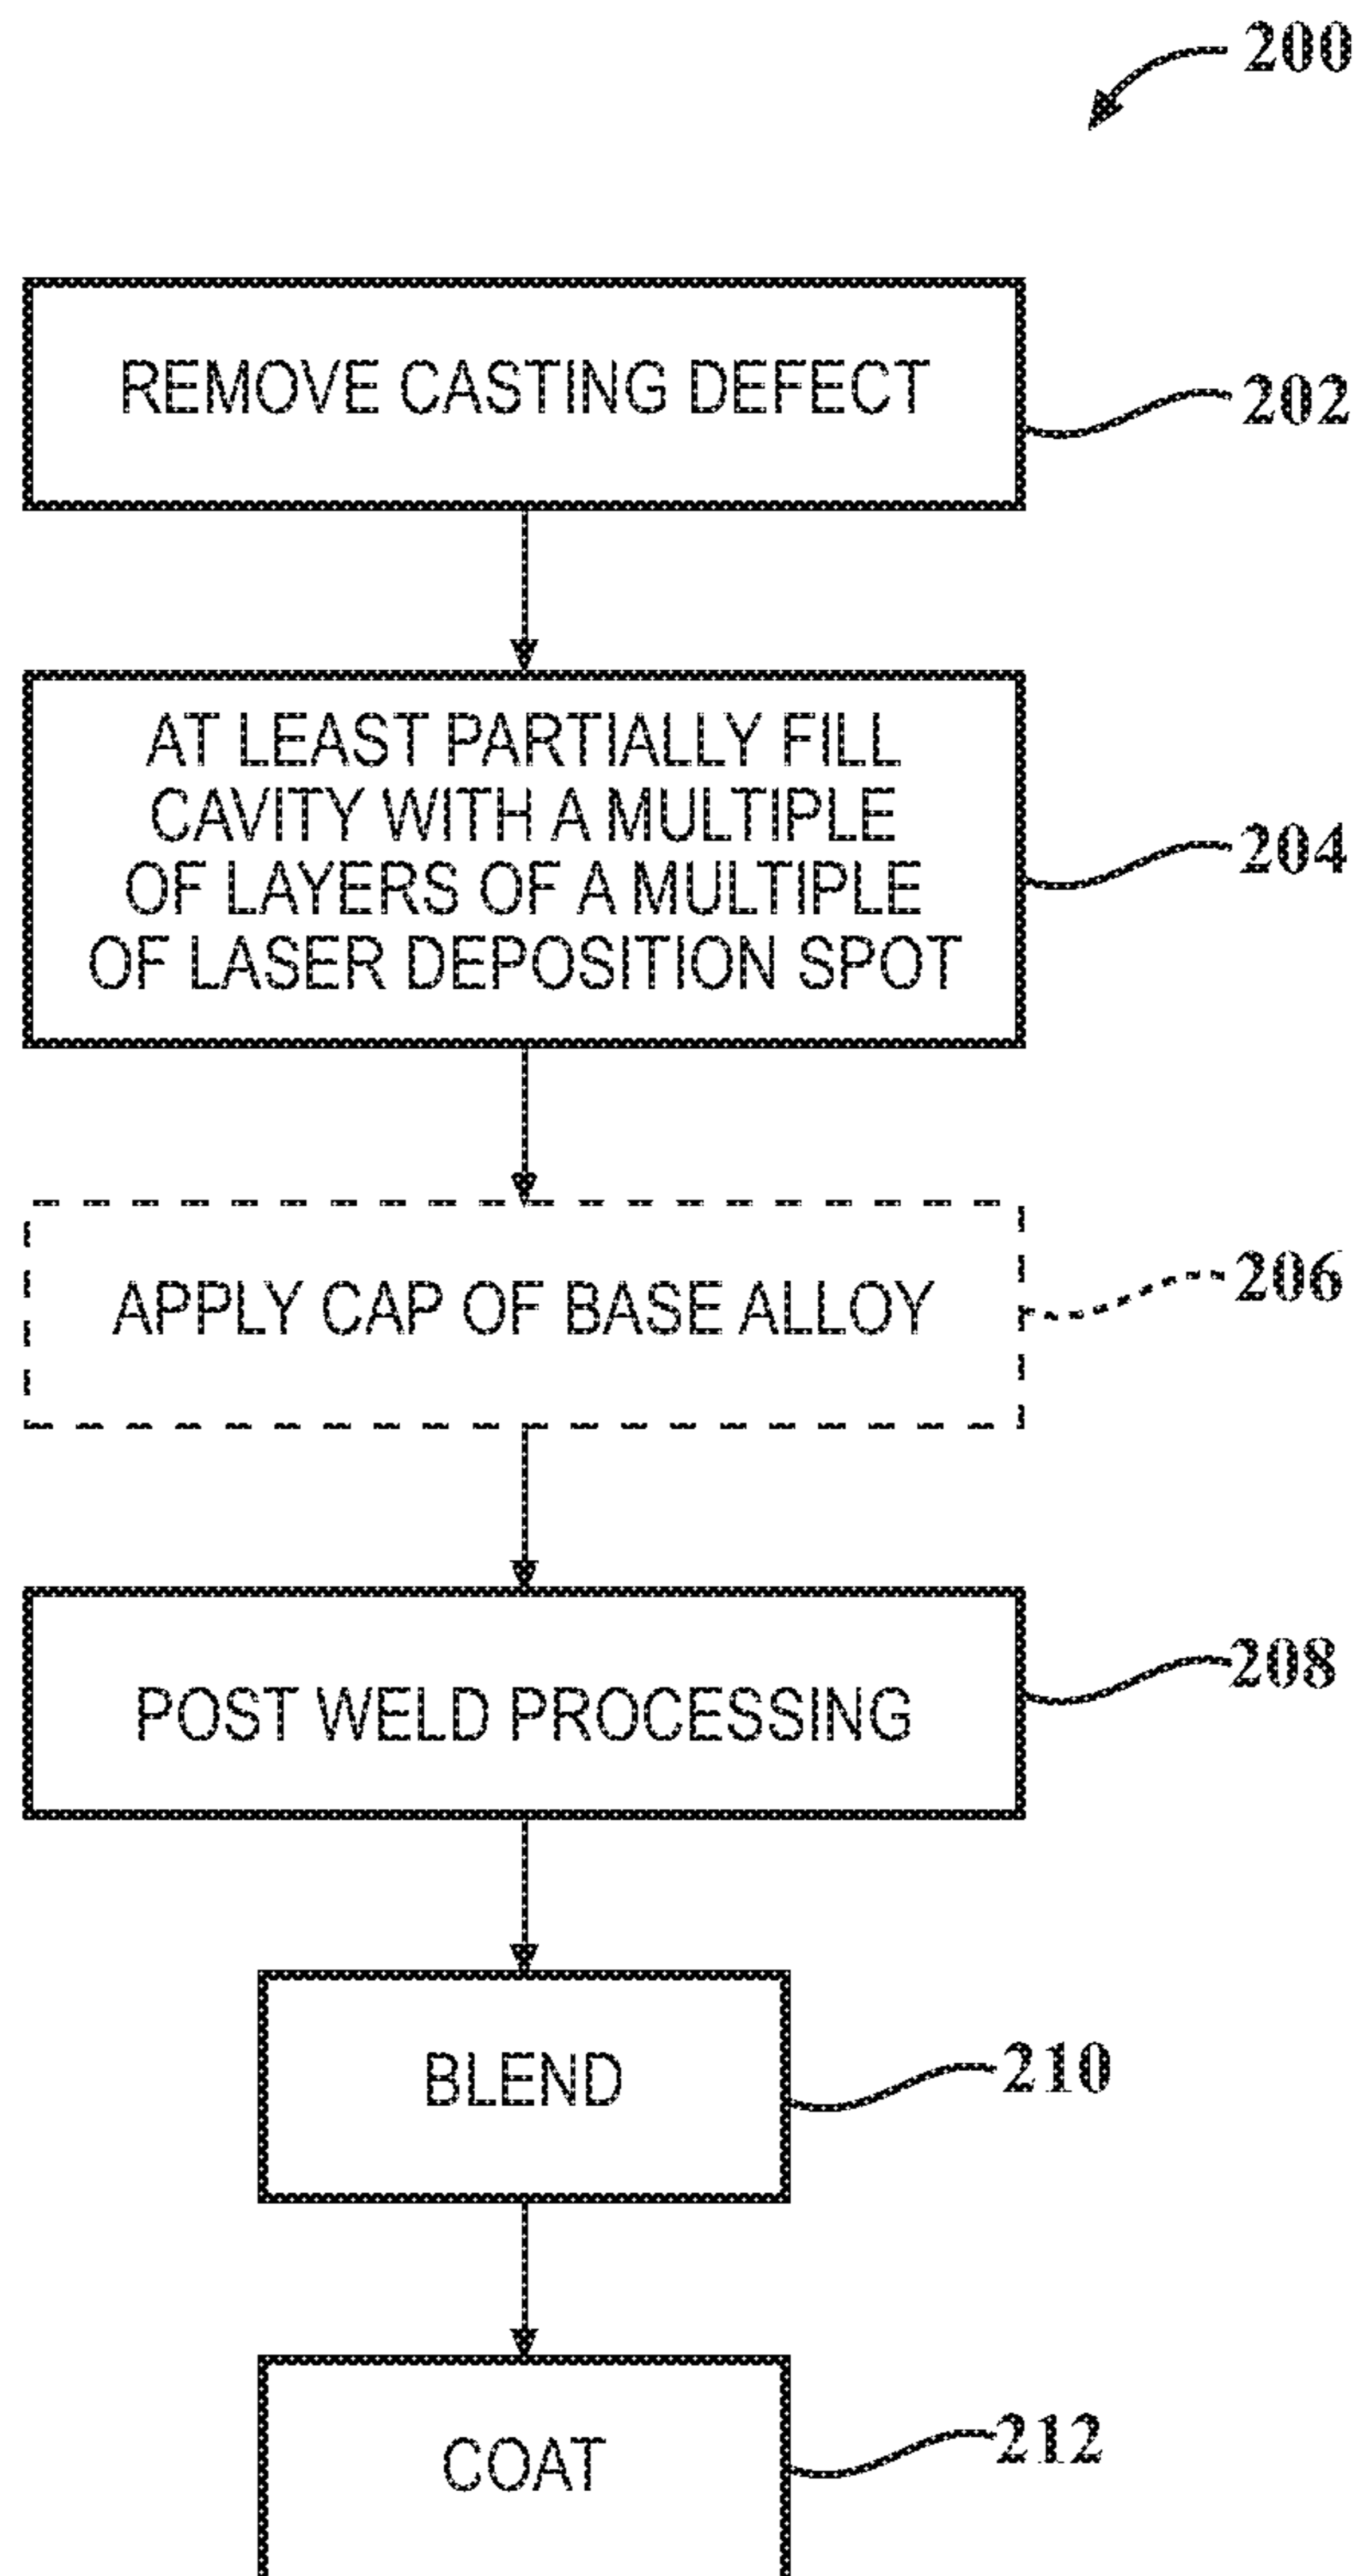 200
REMOVE CASTING DEFECT
202
AT LEAST PARTIALLY FILL
CAVITY WITH A MULTIPLE
OF LAYERS OF A MULTIPLE
OF LASER DEPOSITION SPOT
204
APPLY CAP OF BASE ALLOY
206
POST WELD PROCESSING
208
BLEND
210
COAT
212